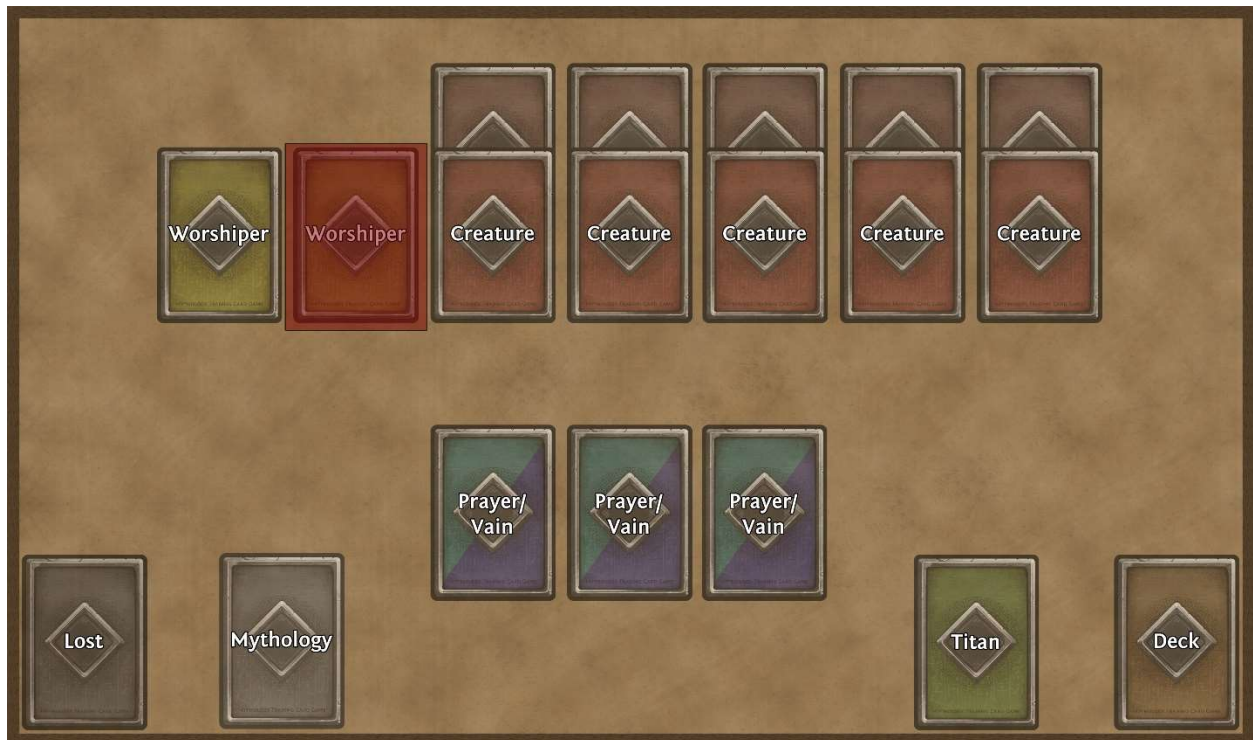 Worshiper
Worshiper
Creature
Creature
Creature
Creature
Creature
Prayer/
Vain
Prayer/
Vain
Prayer/
Vain
Lost
Mythology
Titan
Deck